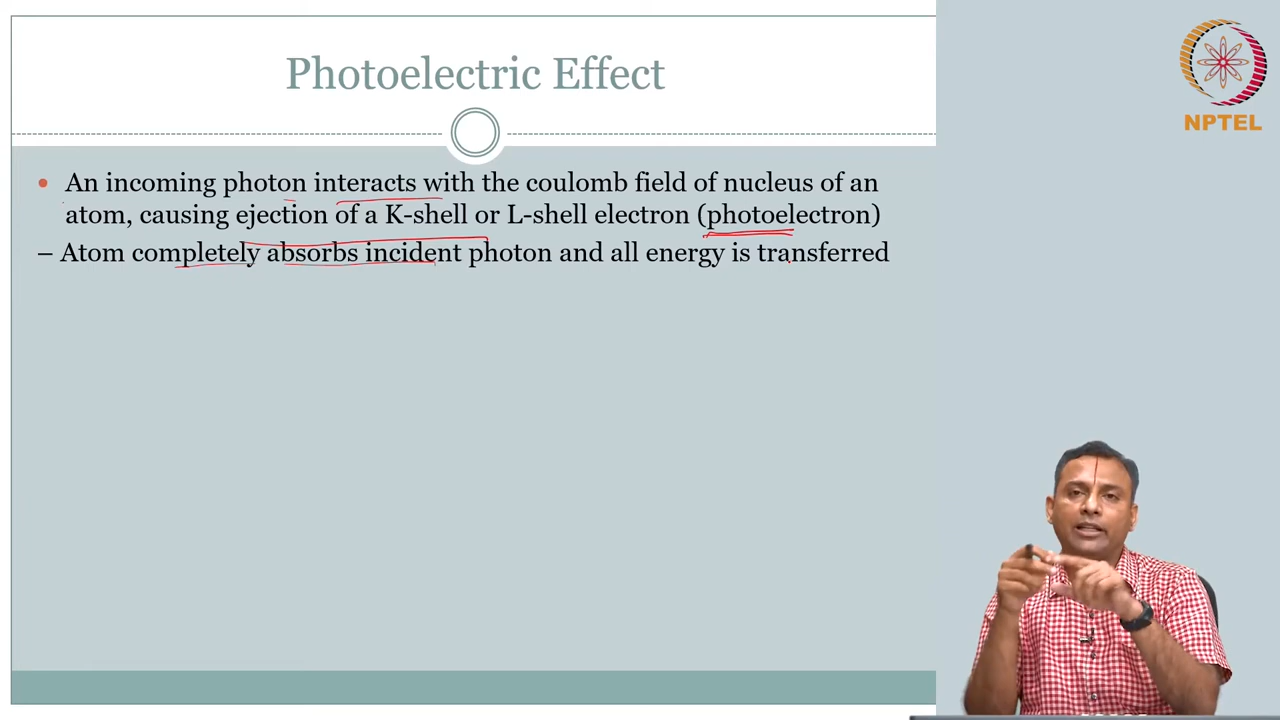 Photoelectric Effect
NPTEL
• An incoming photon interacts with the coulomb field of nucleus of an
atom, causing ejection of a K-shell or L-shell electron (photoelectron)
– Atom completely absorbs incident photon and all energy is transferred